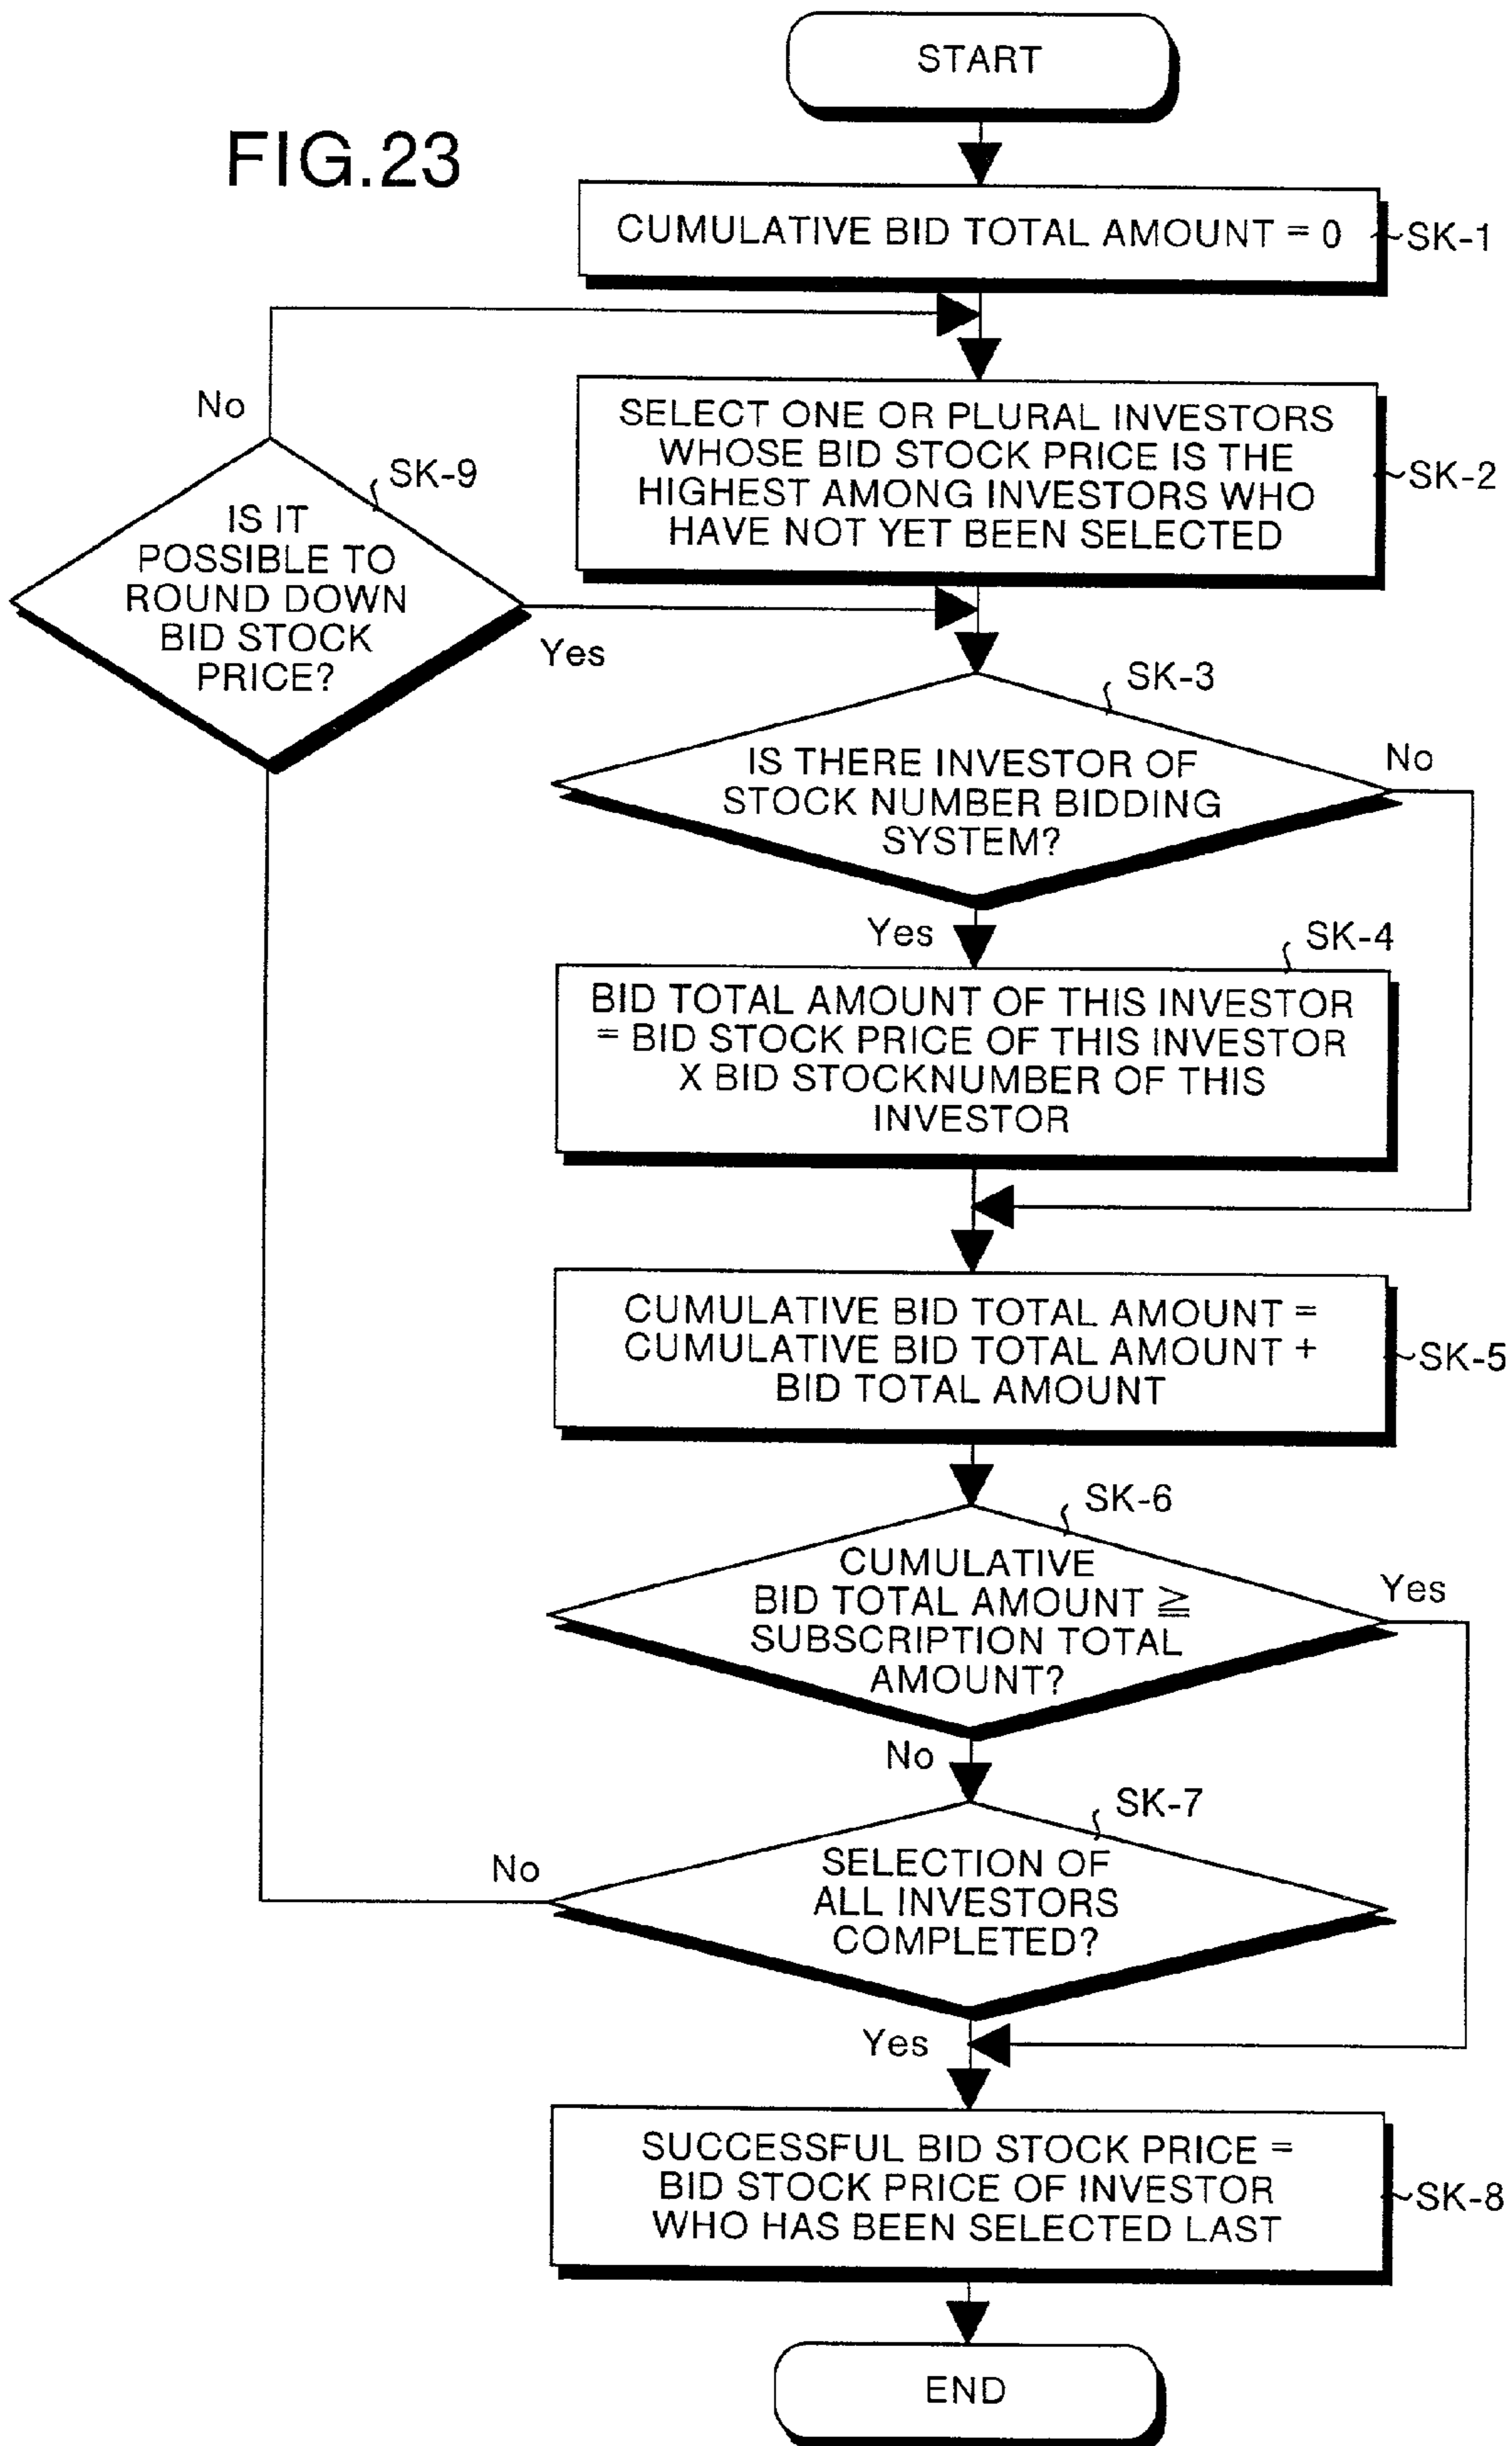 START
FIG.23
CUMULATIVE BID TOTAL AMOUNT = 0
SK-1
No
SELECT ONE OR PLURAL INVESTORS
WHOSE BID STOCK PRICE IS THE
HIGHEST AMONG INVESTORS WHO
HAVE NOT YET BEEN SELECTED
SK-2
SK-9
IS IT
POSSIBLE TO
ROUND DOWN
BID STOCK
PRICE?
Yes
SK-3
IS THERE INVESTOR OF
STOCK NUMBER BIDDING
SYSTEM?
No
Yes
SK-4
BID TOTAL AMOUNT OF THIS INVESTOR
= BID STOCK PRICE OF THIS INVESTOR
X BID STOCKNUMBER OF THIS
INVESTOR
CUMULATIVE BID TOTAL AMOUNT =
CUMULATIVE BID TOTAL AMOUNT +
BID TOTAL AMOUNT
SK-5
SK-6
CUMULATIVE
BID TOTAL AMOUNT ≧
SUBSCRIPTION TOTAL
AMOUNT?
Yes
No
SK-7
SELECTION OF
ALL INVESTORS
COMPLETED?
No
Yes
SUCCESSFUL BID STOCK PRICE =
BID STOCK PRICE OF INVESTOR
WHO HAS BEEN SELECTED LAST
SK-8
END